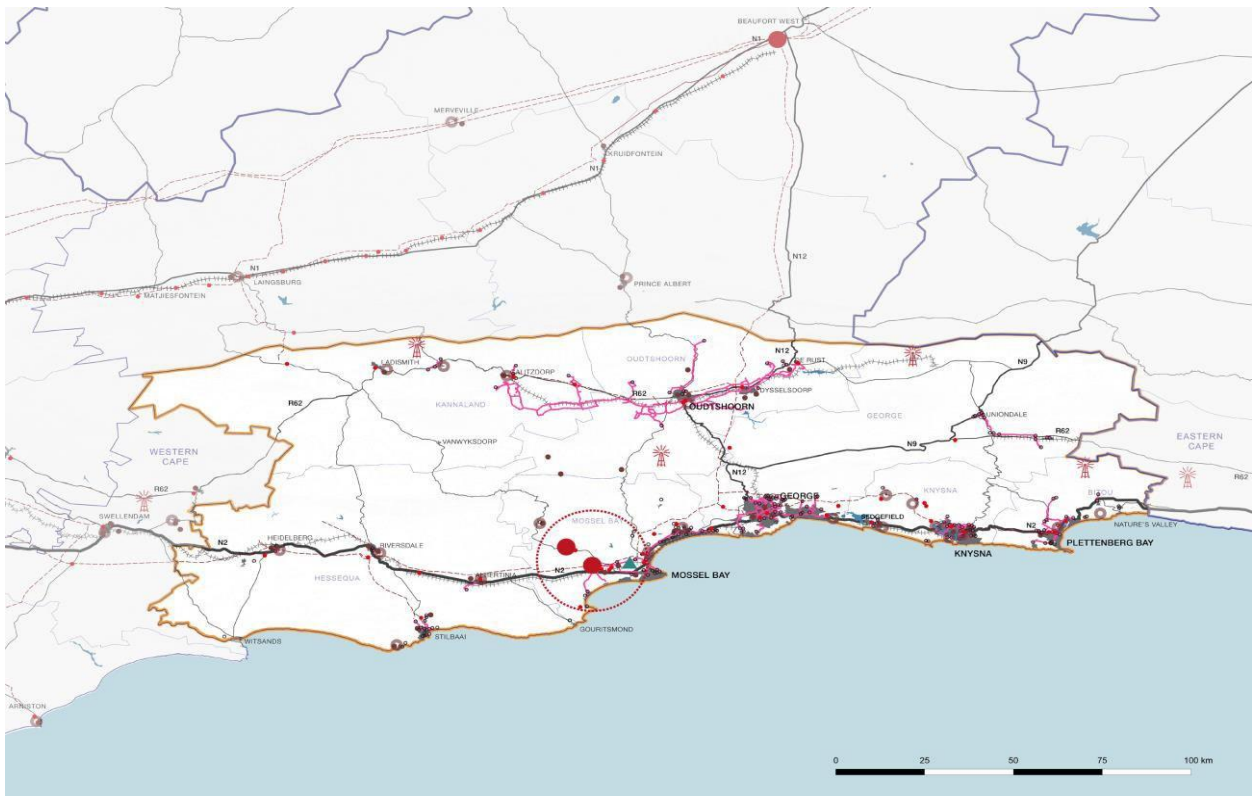 BEAUFORT WEST
N1
MERVEVILLE
KRUIDFONTEIN
N1
N12
N1
LAINGSBURG
MATJIESFONTEIN
PRINCE ALBERT
N12
N9
LADISMITH
OUDTSHOORN
DE RUST
R62
R62
DYSSELSDORP
OUDTSHOORN
KANNALAND
GEORGE
UNIONDALE
R62
VANWYKSDORP
N9
EASTERN
CAPE
WESTERN
CAPE
N12
R62
R62
KNYSNA
BITOU
GEORGE
MOSSEL BAY
SWELLENDAM
N2
NATURE'S VALLEY
N2
HEIDELBERG
RIVERSDALE
PLETTENBERG BAY
KNYSNA
HESSEQUA
N2
MOSSEL BAY
GOURITSMOND
STILBAAI
WITSANDS
ARNISTON
0 25 50 75 100 km